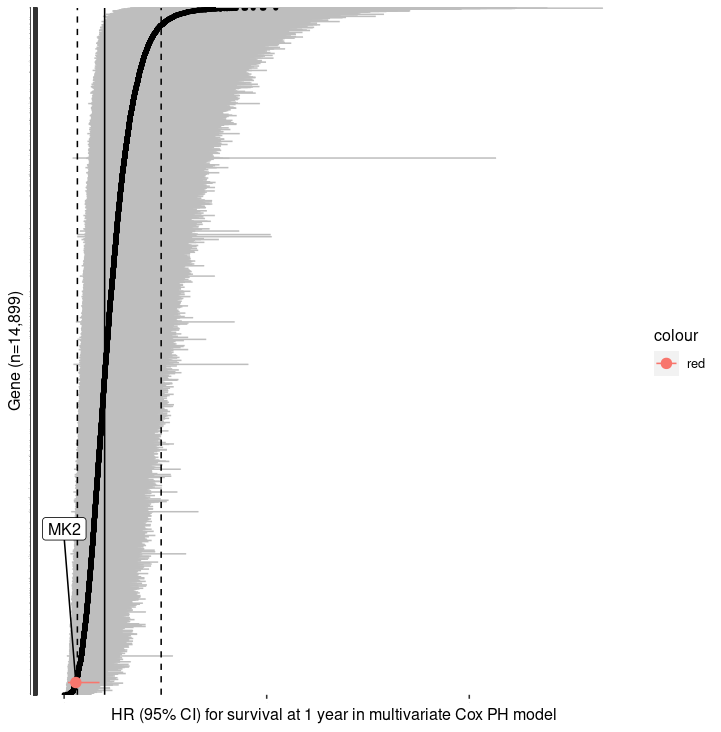 Gene (n=14,899)
MK2
colour
red
HR (95% CI) for survival at 1 year in multivariate Cox PH model